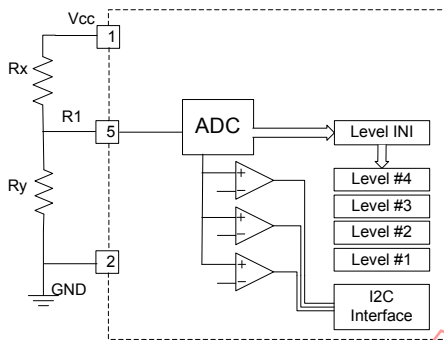 Vcc
1
Rx
R1
5
ADC
Level INI
Level #4
Level #3
Level #2
Level #1
Ry
+
−
+
−
+
−
2
GND
I2C
Interface